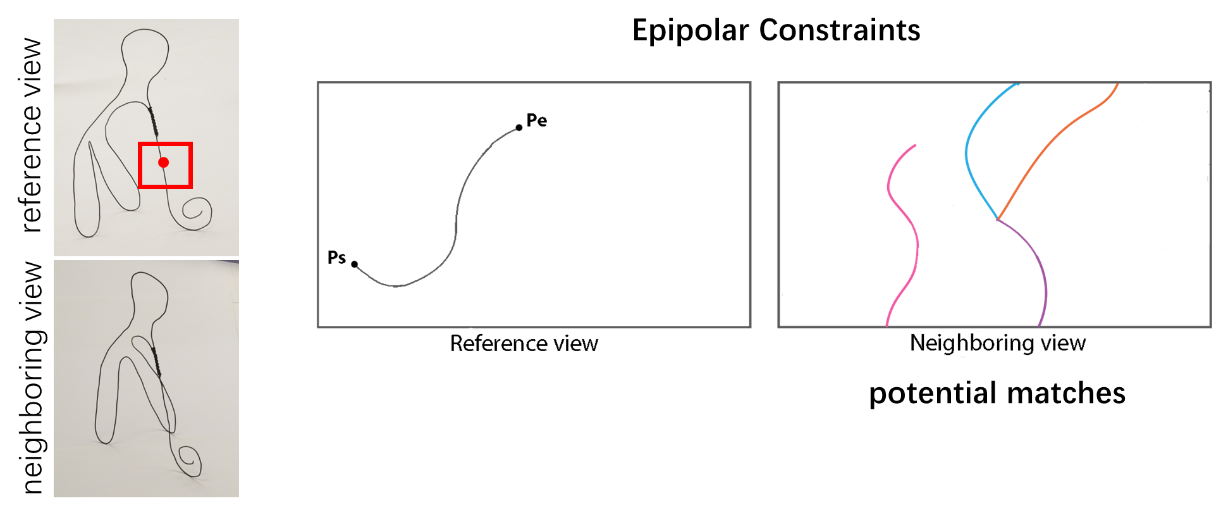 Epipolar Constraints
reference view
neighboring view
Pe
Ps
Reference view
Neighboring view
potential matches